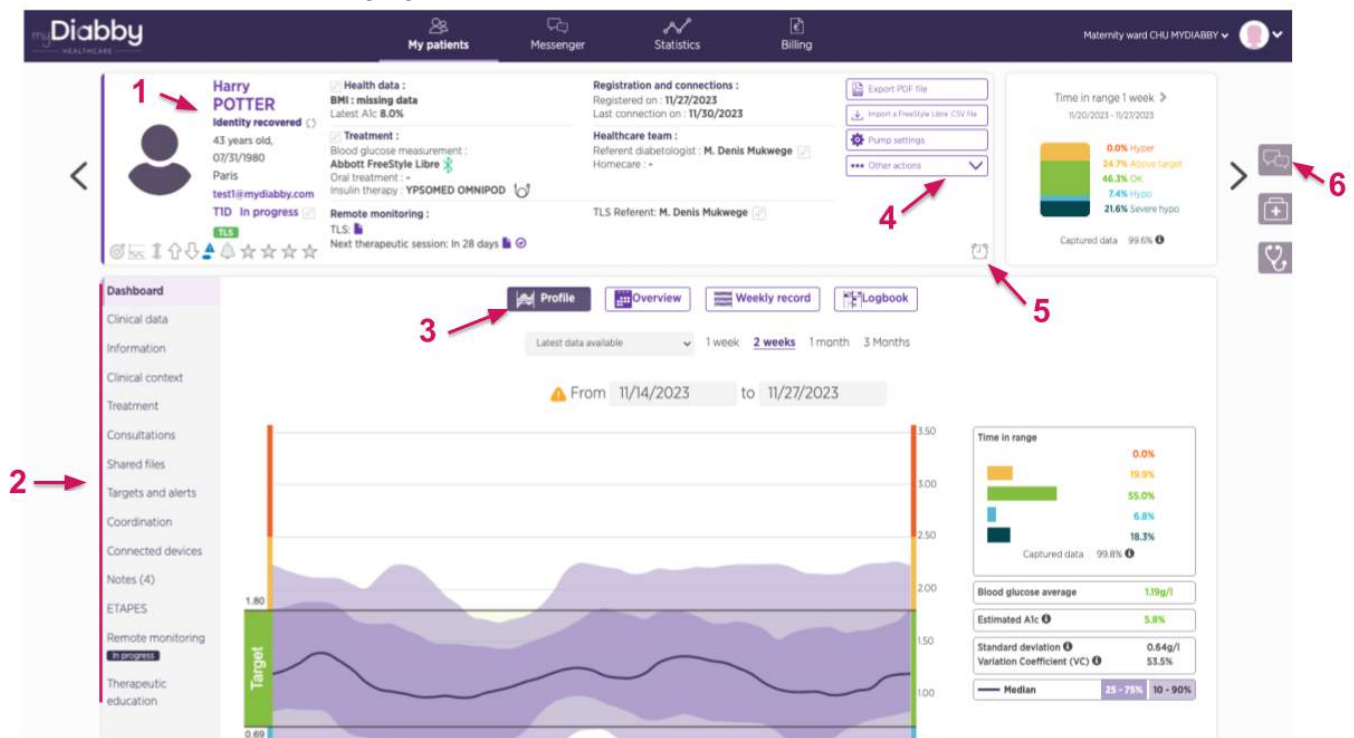 myDiabby
HEALTHCARE
My patients
Messenger
Statistics
Billing
Maternity ward CHU MYDIABBY
1
Harry
POTTER
Identity recovered
43 years old,
07/31/1980
Paris
test1@mydiabby.com
T1D In progress
TLS
Health data :
BMI : missing data
Latest A1c 8.0%
Treatment :
Blood glucose measurement :
Abbott FreeStyle Libre
Oral treatment : -
Insulin therapy : YPSOMED OMNIPOD
Remote monitoring :
TLS:
Next therapeutic session: In 28 days
Registration and connections :
Registered on : 11/27/2023
Last connection on : 11/30/2023
Healthcare team :
Referent diabetologist : M. Denis Mukwege
Homecare : -
TLS Referent: M. Denis Mukwege
Export PDF file
Import a FreeStyle Libre CSV file
Pump settings
Other actions
4
5
Time in range 1 week
11/20/2023 - 11/27/2023
0.0% Hyper
24.7% Above target
46.3% OK
7.4% Hypo
21.6% Severe hypo
Captured data 99.6%
6
2
Dashboard
Clinical data
Information
Clinical context
Treatment
Consultations
Shared files
Targets and alerts
Coordination
Connected devices
Notes (4)
ETAPES
Remote monitoring
In progress
Therapeutic
education
3
Profile
Overview
Weekly record
Logbook
Latest data available
1 week 2 weeks 1 month 3 Months
From 11/14/2023 to 11/27/2023
1.80
Target
0.69
3.50
3.00
2.50
2.00
1.50
1.00
Time in range
0.0%
19.9%
55.0%
6.8%
18.3%
Captured data 99.8%
Blood glucose average 1.19g/l
Estimated A1c 5.8%
Standard deviation 0.64g/l
Variation Coefficient (VC) 53.5%
Median 25 - 75% 10 - 90%